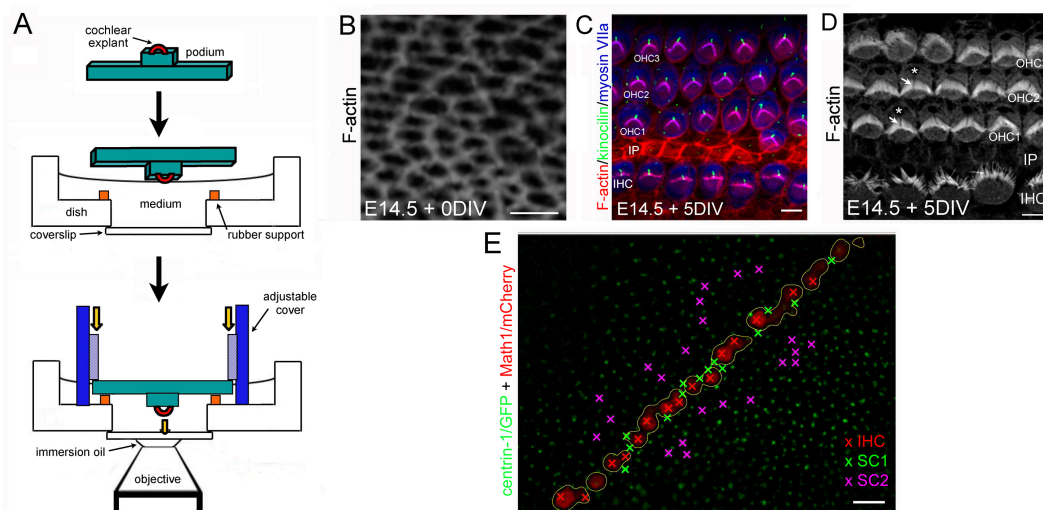 A
cochlear
explant
podium
medium
dish
coverslip
rubber support
adjustable
cover
immersion oil
objective
B
F-actin
E14.5 + 0DIV
C
F-actin/kinocilin/myosin VIIa
OHC3
OHC2
OHC1
IP
IHC
E14.5 + 5DIV
D
F-actin
OHC3
*
OHC2
*
OHC1
IP
IHC
E14.5 + 5DIV
E
centrin-1/GFP + Math1/mCherry
x IHC
x SC1
x SC2